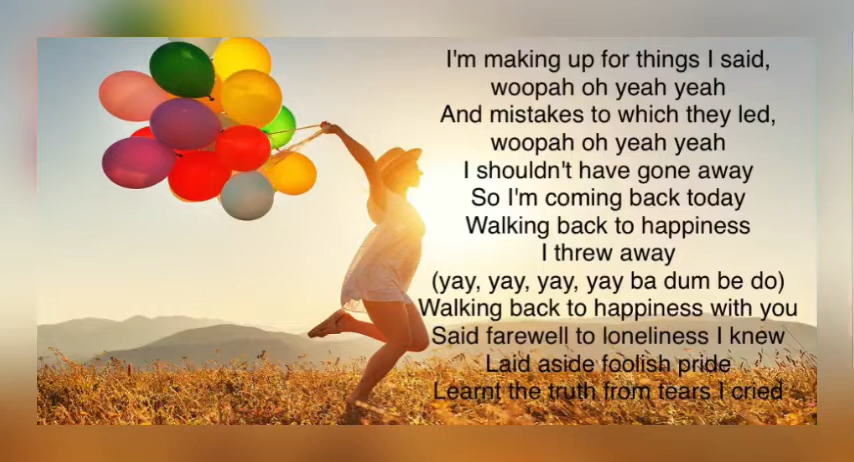 I'm making up for things I said,
woopah oh yeah yeah
And mistakes to which they led,
woopah oh yeah yeah
I shouldn't have gone away
So I'm coming back today
Walking back to happiness
I threw away
(yay, yay, yay, yay ba dum be do)
Walking back to happiness with you
Said farewell to loneliness I knew
Laid aside foolish pride
Learnt the truth from tears I cried